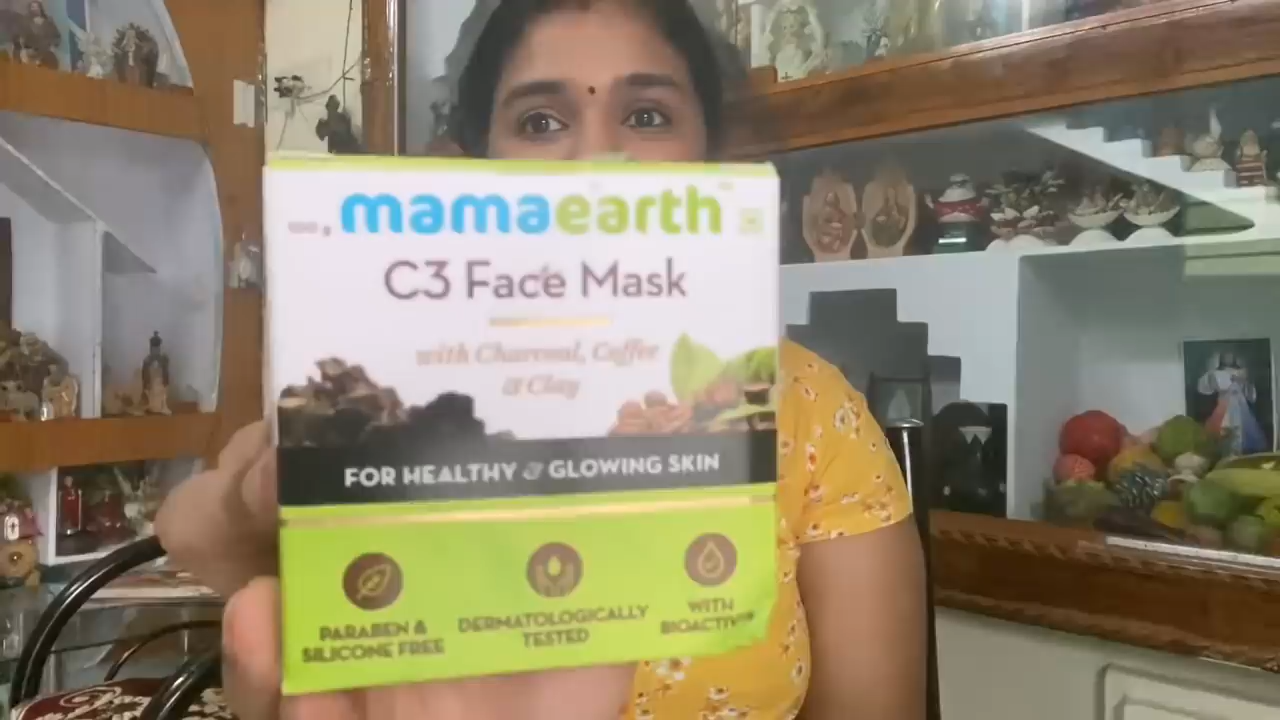 mamaearth
C3 Face Mask
with Charcoal, Coffee
& Clay
FOR HEALTHY & GLOWING SKIN
PARABEN &
SILICONE FREE
DERMATOLOGICALLY
TESTED
WITH